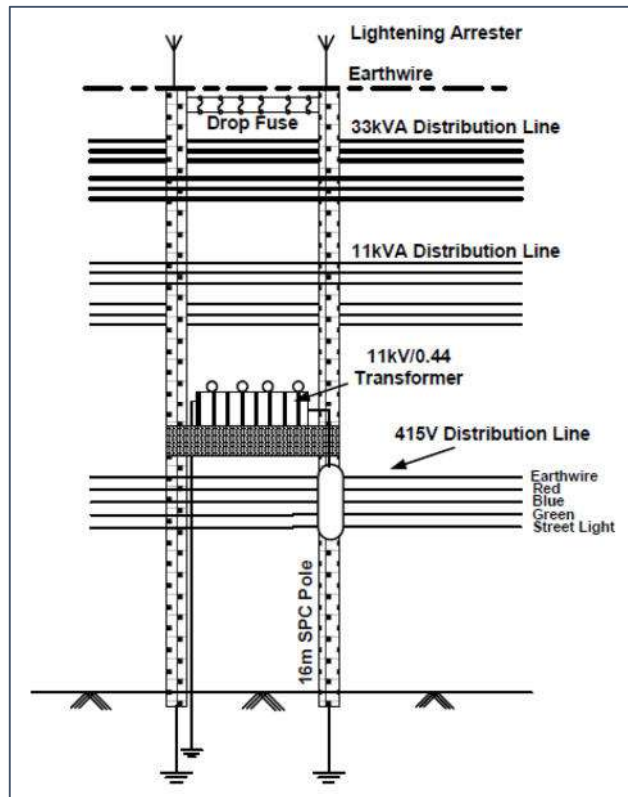 Lightening Arrester
Earthwire
Drop Fuse
33kVA Distribution Line
11kVA Distribution Line
11kV/0.44
Transformer
415V Distribution Line
Earthwire
Red
Blue
Green
Street Light
16m SPC Pole